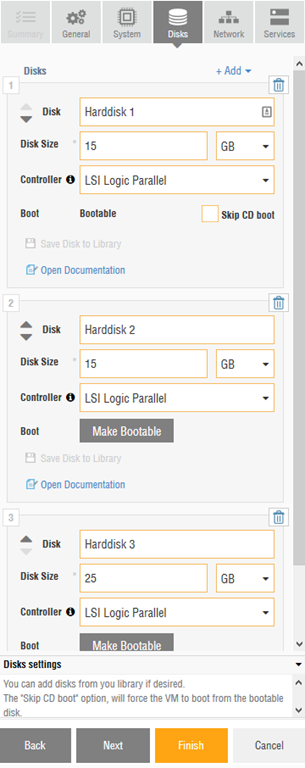 Summary General System Disks Network Services
Disks + Add
1
Disk Harddisk 1
Disk Size * 15 GB
Controller LSI Logic Parallel
Boot Bootable Skip CD boot
Save Disk to Library
Open Documentation
2
Disk Harddisk 2
Disk Size * 15 GB
Controller LSI Logic Parallel
Boot Make Bootable
Save Disk to Library
Open Documentation
3
Disk Harddisk 3
Disk Size * 25 GB
Controller LSI Logic Parallel
Boot Make Bootable
Disks settings
You can add disks from you library if desired.
The "Skip CD boot" option, will force the VM to boot from the bootable
disk.
Back Next Finish Cancel